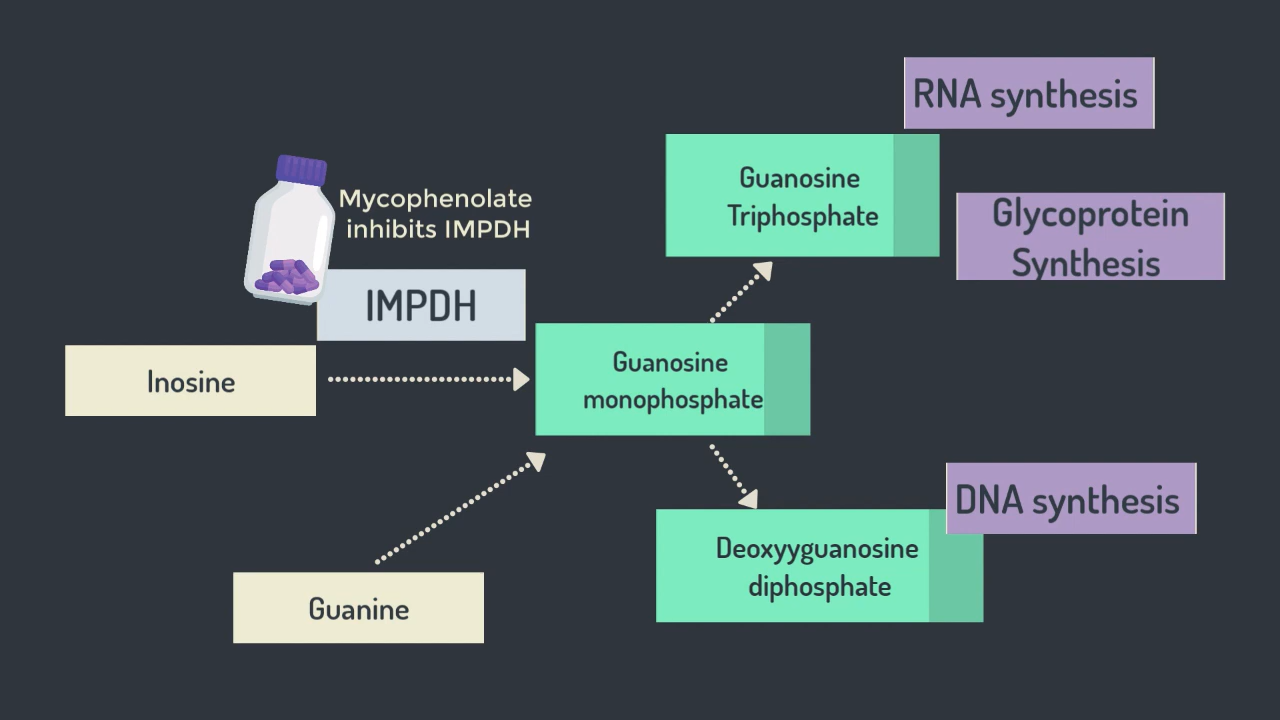 RNA synthesis
Guanosine
Triphosphate
Mycophenolate
inhibits IMPDH
Glycoprotein
Synthesis
IMPDH
Inosine
Guanosine
monophosphate
DNA synthesis
Deoxyyguanosine
diphosphate
Guanine